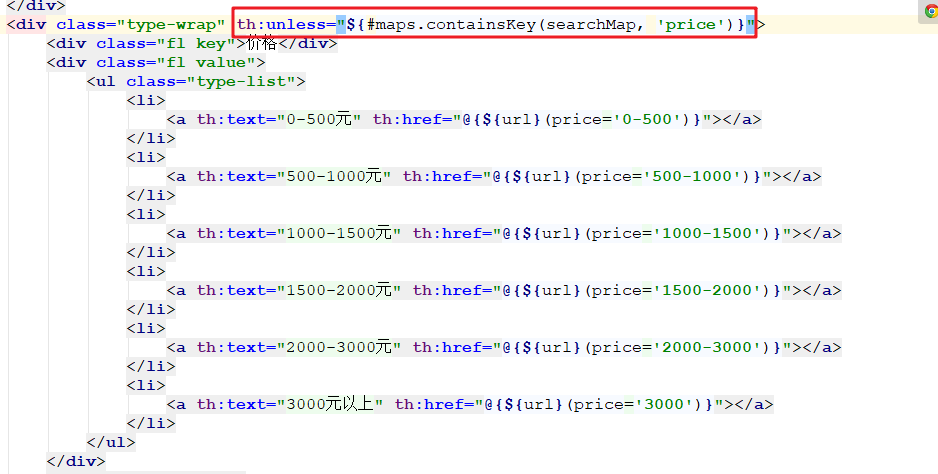 </div>
<div class="type-wrap" th:unless="${#maps.containsKey(searchMap, 'price')}">
<div class="fl key">价格</div>
<div class="fl value">
<ul class="type-list">
<li>
<a th:text="0-500元" th:href="@{${url}(price='0-500')}"></a>
</li>
<li>
<a th:text="500-1000元" th:href="@{${url}(price='500-1000')}"></a>
</li>
<li>
<a th:text="1000-1500元" th:href="@{${url}(price='1000-1500')}"></a>
</li>
<li>
<a th:text="1500-2000元" th:href="@{${url}(price='1500-2000')}"></a>
</li>
<li>
<a th:text="2000-3000元" th:href="@{${url}(price='2000-3000')}"></a>
</li>
<li>
<a th:text="3000元以上" th:href="@{${url}(price='3000')}"></a>
</li>
</ul>
</div>